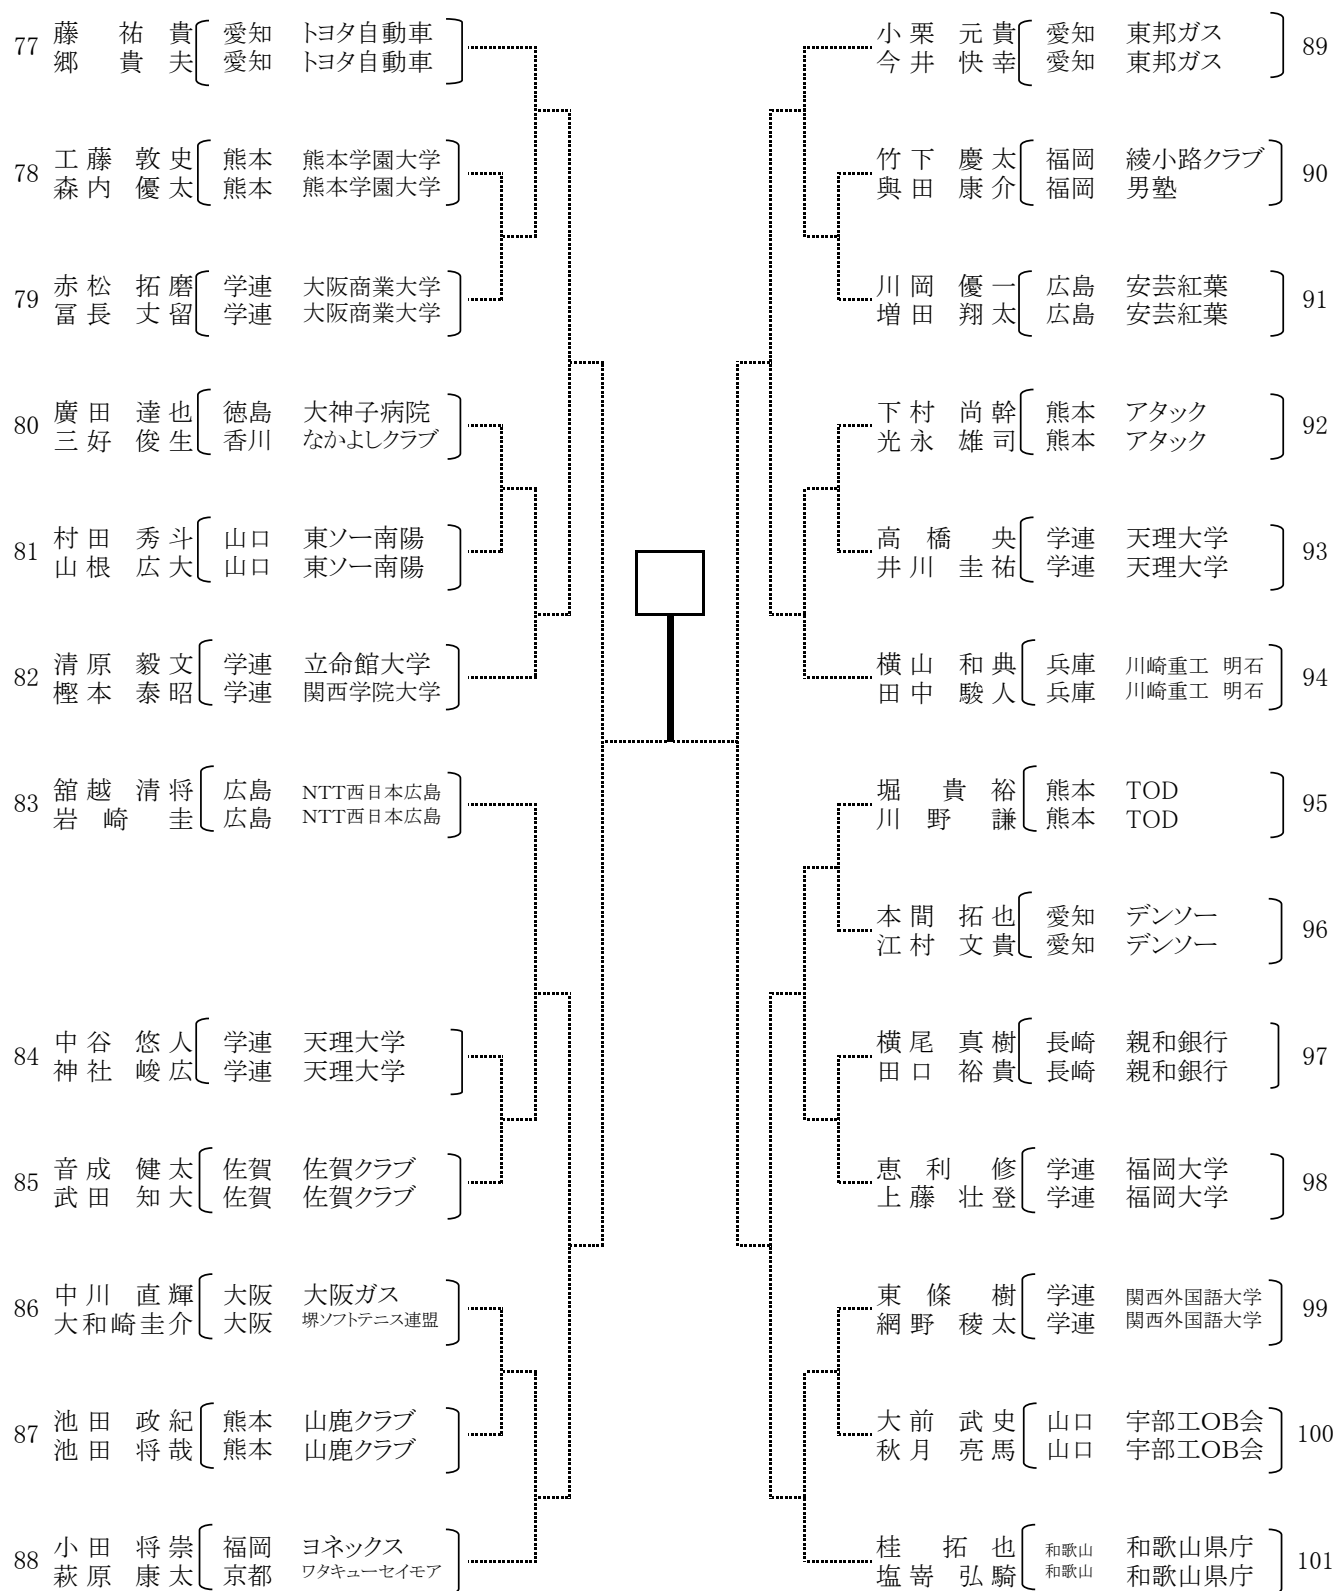 77 藤 祐貴 愛知 トヨタ自動車
郷 貴夫 愛知 トヨタ自動車
78 工藤 敦史 熊本 熊本学園大学
森内 優太 熊本 熊本学園大学
79 赤松 拓磨 学連 大阪商業大学
冨長 丈留 学連 大阪商業大学
80 廣田 達也 徳島 大神子病院
三好 俊生 香川 なかよしクラブ
81 村田 秀斗 山口 東ソー南陽
山根 広大 山口 東ソー南陽
82 清原 毅文 学連 立命館大学
樫本 泰昭 学連 関西学院大学
83 舘越 清将 広島 NTT西日本広島
岩崎 圭 広島 NTT西日本広島
84 中谷 悠人 学連 天理大学
神社 峻広 学連 天理大学
85 音成 健太 佐賀 佐賀クラブ
武田 知大 佐賀 佐賀クラブ
86 中川 直輝 大阪 大阪ガス
大和崎圭介 大阪 堺ソフトテニス連盟
87 池田 政紀 熊本 山鹿クラブ
池田 将哉 熊本 山鹿クラブ
88 小田 将崇 福岡 ヨネックス
萩原 康太 京都 ワタキューセイモア
小栗 元貴 愛知 東邦ガス 89
今井 快幸 愛知 東邦ガス
竹下 慶太 福岡 綾小路クラブ 90
與田 康介 福岡 男塾
川岡 優一 広島 安芸紅葉 91
増田 翔太 広島 安芸紅葉
下村 尚幹 熊本 アタック 92
光永 雄司 熊本 アタック
高橋 央 学連 天理大学 93
井川 圭祐 学連 天理大学
横山 和典 兵庫 川崎重工 明石 94
田中 駿人 兵庫 川崎重工 明石
堀 貴裕 熊本 TOD 95
川野 謙 熊本 TOD
本間 拓也 愛知 デンソー 96
江村 文貴 愛知 デンソー
横尾 真樹 長崎 親和銀行 97
田口 裕貴 長崎 親和銀行
恵利 修 学連 福岡大学 98
上藤 壮登 学連 福岡大学
東條 樹 学連 関西外国語大学 99
網野 稜太 学連 関西外国語大学
大前 武史 山口 宇部工OB会 100
秋月 亮馬 山口 宇部工OB会
桂 拓也 和歌山 和歌山県庁 101
塩嵜 弘騎 和歌山 和歌山県庁